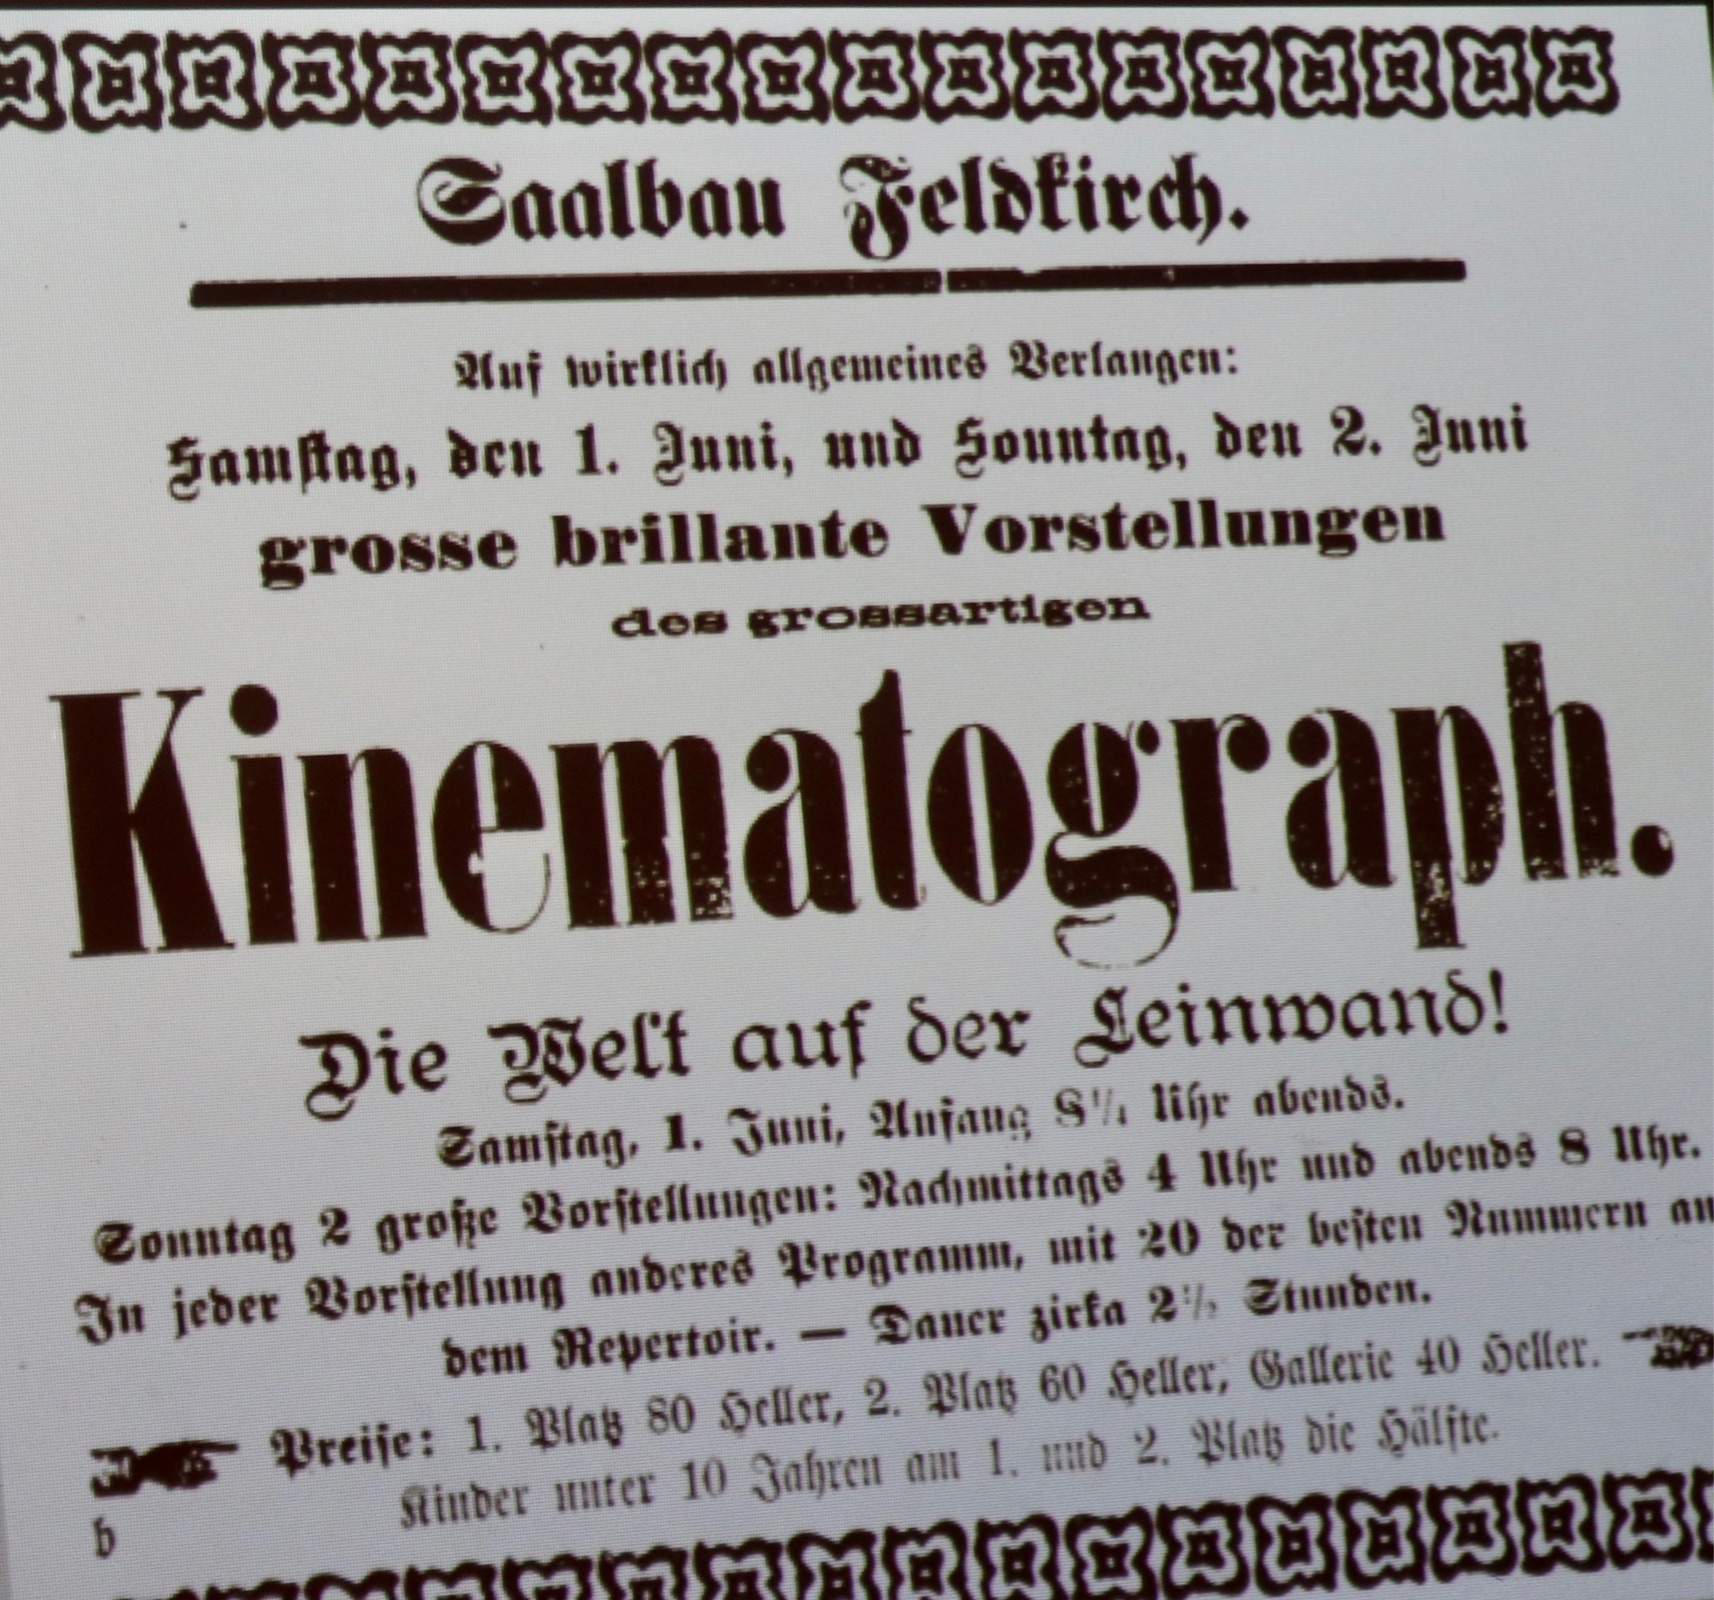 Saalbau Feldkirch.
Auf wirklich allgemeines Verlangen:
Samstag, den 1. Juni, und Sonntag, den 2. Juni
grosse brillante Vorstellungen
des grossartigen
Kinematograph.
Die Welt auf der Leinwand!
Samstag, 1. Juni, Anfang 8¼ Uhr abends.
Sonntag 2 große Vorstellungen: Nachmittags 4 Uhr und abends 8 Uhr.
In jeder Vorstellung anderes Programm, mit 20 der besten Nummern an
dem Repertoir. — Dauer zirka 2½ Stunden.
Preise: 1. Platz 80 Heller, 2. Platz 60 Heller, Gallerie 40 Heller.
Kinder unter 10 Jahren am 1. und 2. Platz die Hälfte.
b